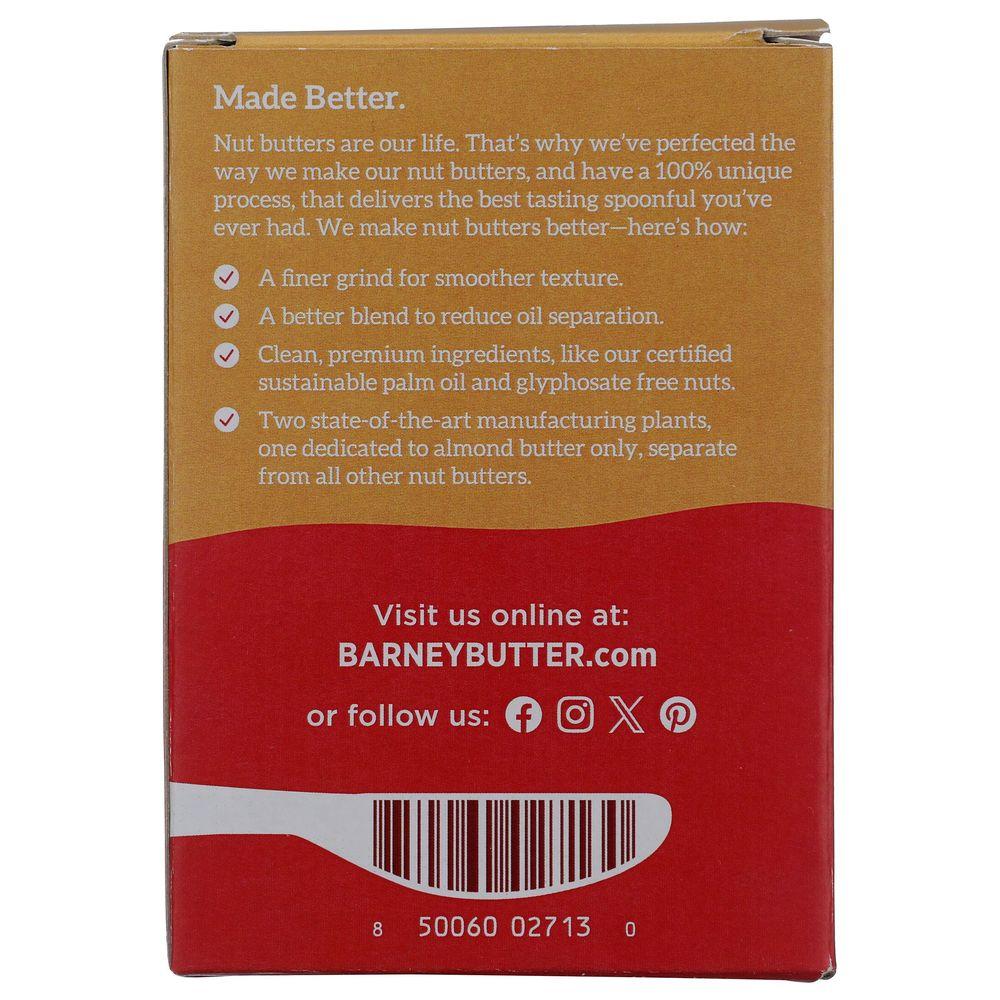 Made Better.
Nut butters are our life. That's why we've perfected the
way we make our nut butters, and have a 100% unique
process, that delivers the best tasting spoonful you've
ever had. We make nut butters better—here's how:
A finer grind for smoother texture.
A better blend to reduce oil separation.
Clean, premium ingredients, like our certified
sustainable palm oil and glyphosate free nuts.
Two state-of-the-art manufacturing plants,
one dedicated to almond butter only, separate
from all other nut butters.
Visit us online at:
BARNEYBUTTER.com
or follow us:
8 50060 02713 0